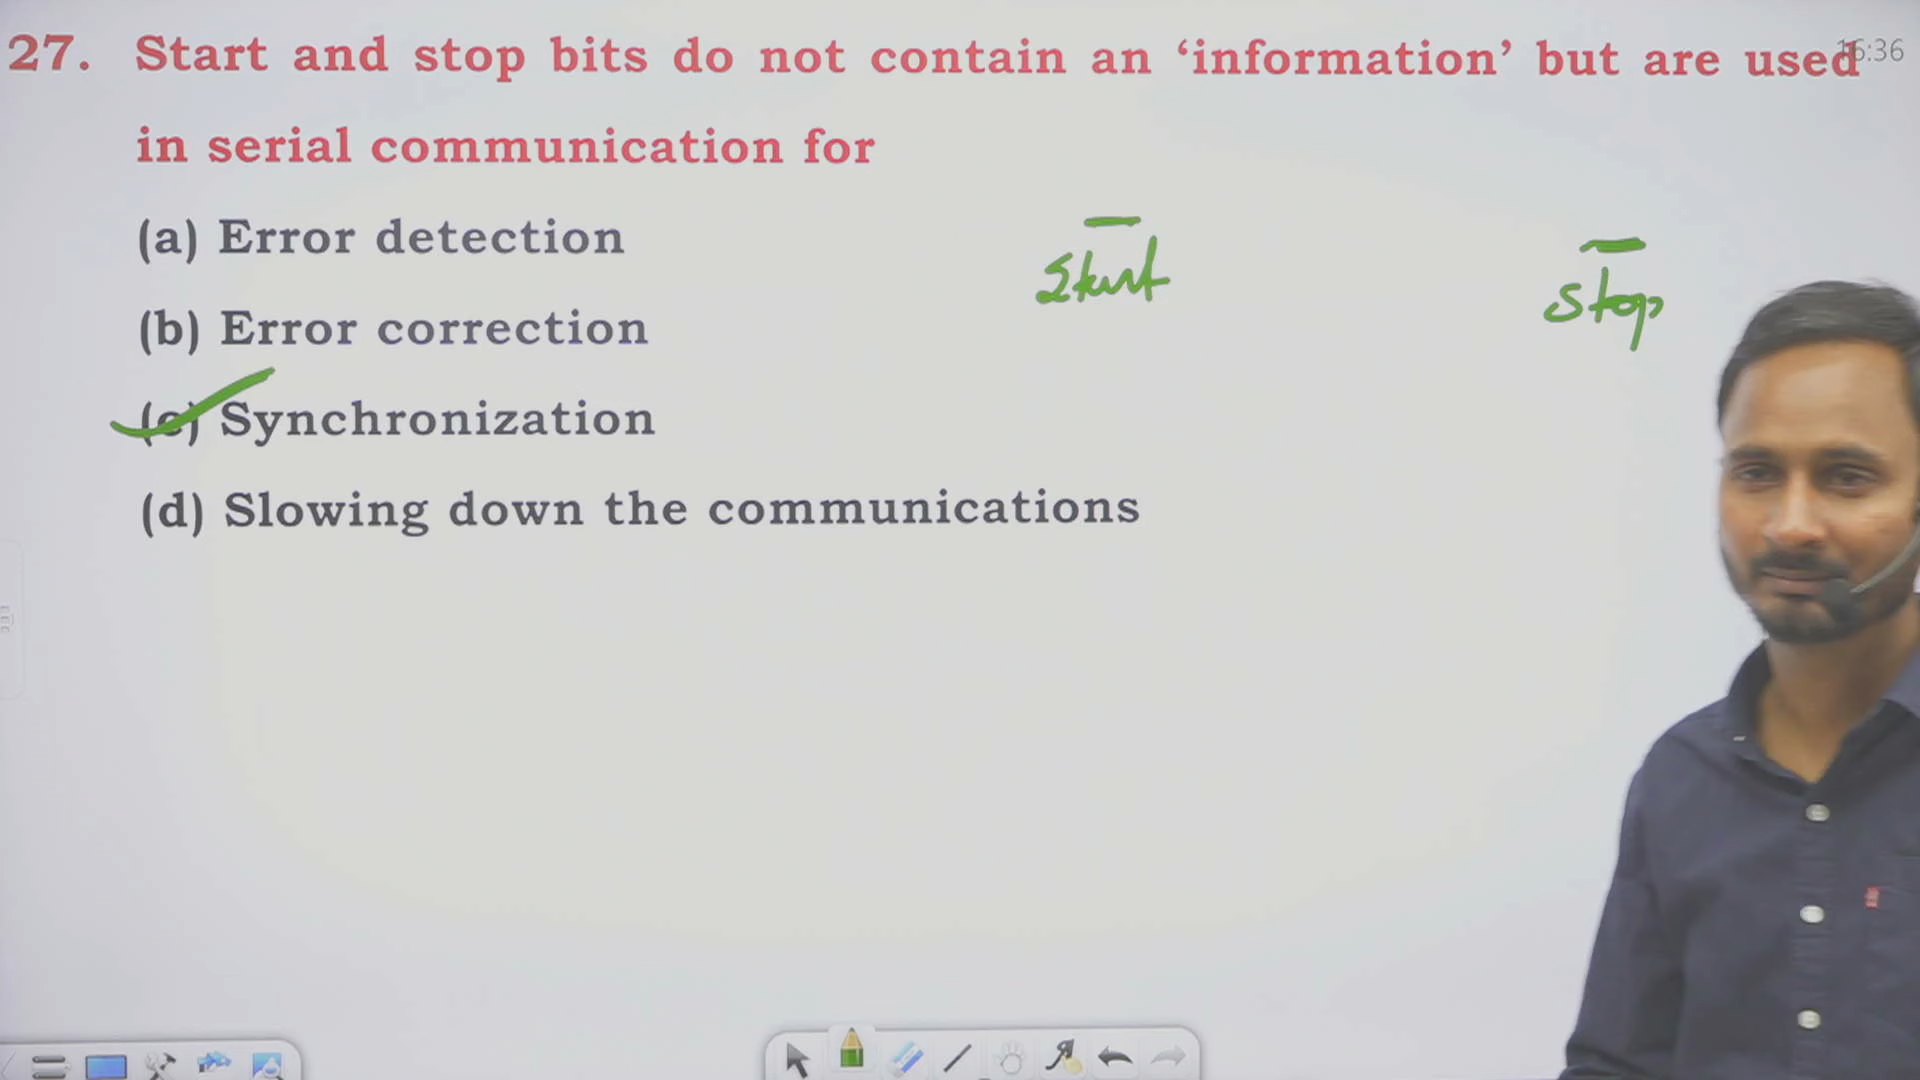 27. Start and stop bits do not contain an ‘information’ but are used
in serial communication for
(a) Error detection
(b) Error correction
(c) Synchronization
(d) Slowing down the communications
Start
Stop